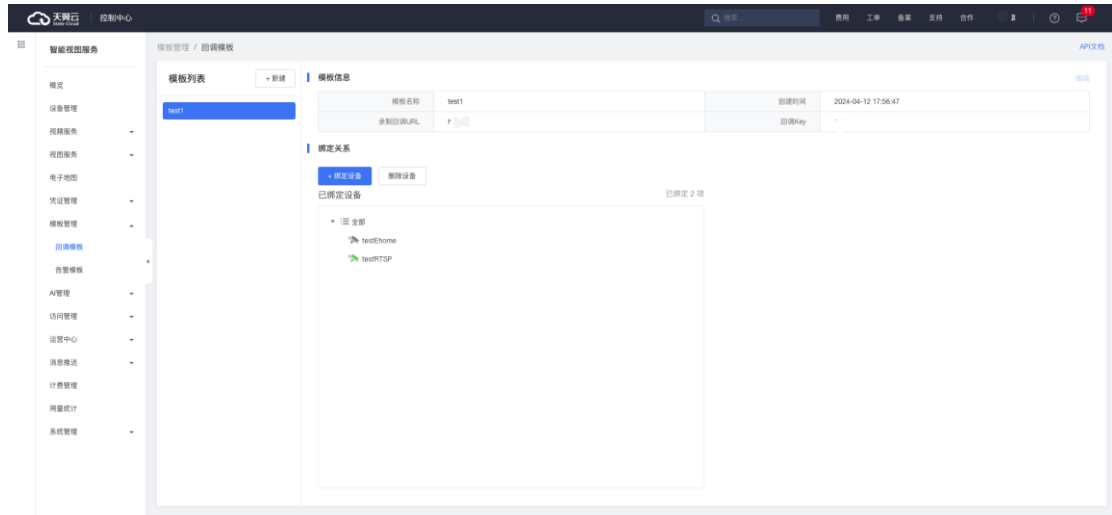 天翼云 控制中心 搜索... 费用 工单 备案 支持 合作 11
State Cloud
智能视图服务 模板管理 / 回调模板 API文档
概览
设备管理
视频服务
视图服务
电子地图
凭证管理
模板管理
回调模板
告警模板
AI管理
访问管理
运营中心
消息推送
计费管理
用量统计
系统管理
模板列表 + 新建
test1
模板信息 编辑
模板名称 test1 创建时间 2024-04-12 17:56:47
录制回调URL 回调Key
绑定关系
+ 绑定设备 删除设备
已绑定设备 已绑定 2 项
全部
testEhome
testRTSP